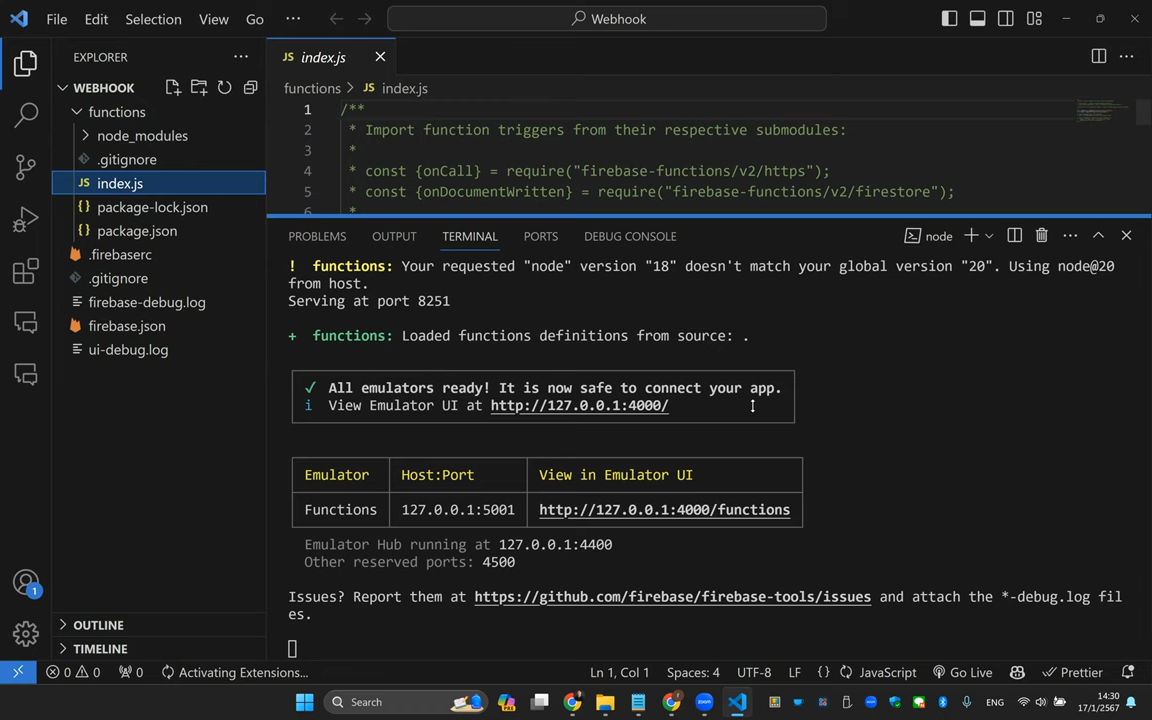 File Edit Selection View Go ··· Webhook
EXPLORER ···
WEBHOOK
functions
node_modules
.gitignore
JS index.js
{} package-lock.json
{} package.json
.firebaserc
.gitignore
firebase-debug.log
firebase.json
ui-debug.log
OUTLINE
TIMELINE
JS index.js
functions > JS index.js
1 /**
2 * Import function triggers from their respective submodules:
3 *
4 * const {onCall} = require("firebase-functions/v2/https");
5 * const {onDocumentWritten} = require("firebase-functions/v2/firestore");
6 *
PROBLEMS OUTPUT TERMINAL PORTS DEBUG CONSOLE node
! functions: Your requested "node" version "18" doesn't match your global version "20". Using node@20
from host.
Serving at port 8251
+ functions: Loaded functions definitions from source: .
✓ All emulators ready! It is now safe to connect your app.
i View Emulator UI at http://127.0.0.1:4000/
Emulator Host:Port View in Emulator UI
Functions 127.0.0.1:5001 http://127.0.0.1:4000/functions
Emulator Hub running at 127.0.0.1:4400
Other reserved ports: 4500
Issues? Report them at https://github.com/firebase/firebase-tools/issues and attach the *-debug.log fil
es.
1
0 0 0 Activating Extensions... Ln 1, Col 1 Spaces: 4 UTF-8 LF {} JavaScript Go Live Prettier
Search ENG 14:30
17/1/2567